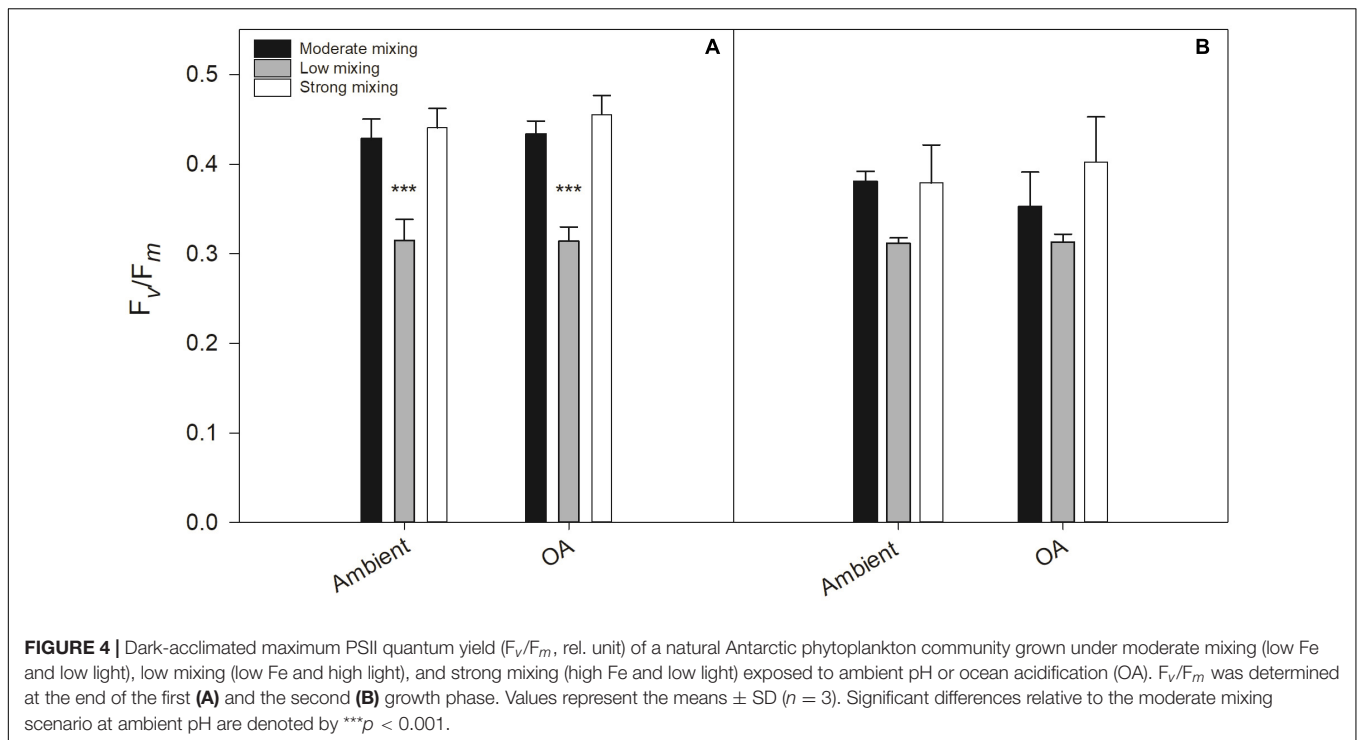 A
B
Moderate mixing
Low mixing
Strong mixing
0.5
0.4
0.3
0.2
0.1
0.0
Fv/Fm
***
***
Ambient
OA
Ambient
OA
FIGURE 4 | Dark-acclimated maximum PSII quantum yield (Fv/Fm, rel. unit) of a natural Antarctic phytoplankton community grown under moderate mixing (low Fe
and low light), low mixing (low Fe and high light), and strong mixing (high Fe and low light) exposed to ambient pH or ocean acidification (OA). Fv/Fm was determined
at the end of the first (A) and the second (B) growth phase. Values represent the means ± SD (n = 3). Significant differences relative to the moderate mixing
scenario at ambient pH are denoted by ***p < 0.001.